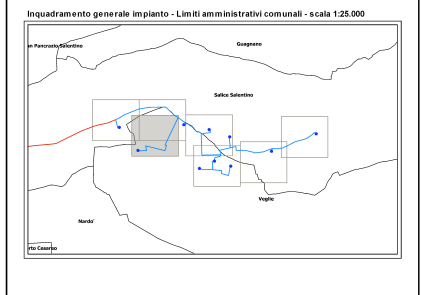 Inquadramento generale impianto - Limiti amministrativi comunali - scala 1:25.000
an Pancrazio Salentino
Guagnano
Salice Salentino
Veglie
Nardo'
rto Cesareo